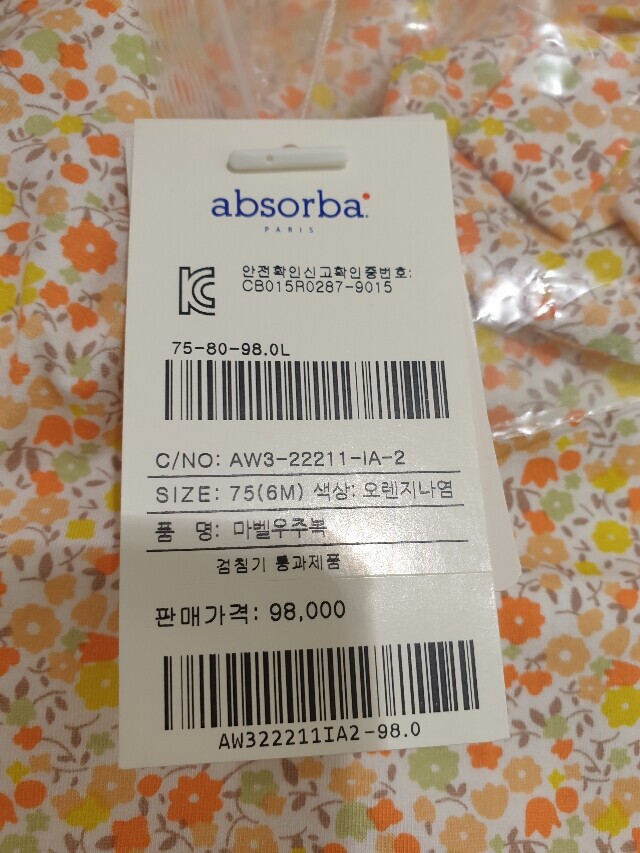 absorba
PARIS
안전확인신고확인증번호:
CB015R0287-9015
75-80-98.0L
C/NO: AW3-22211-IA-2
SIZE: 75(6M) 색상: 오렌지나염
품 명: 마벨우주복
검침기 통과제품
판매가격: 98,000
AW322211IA2-98.0